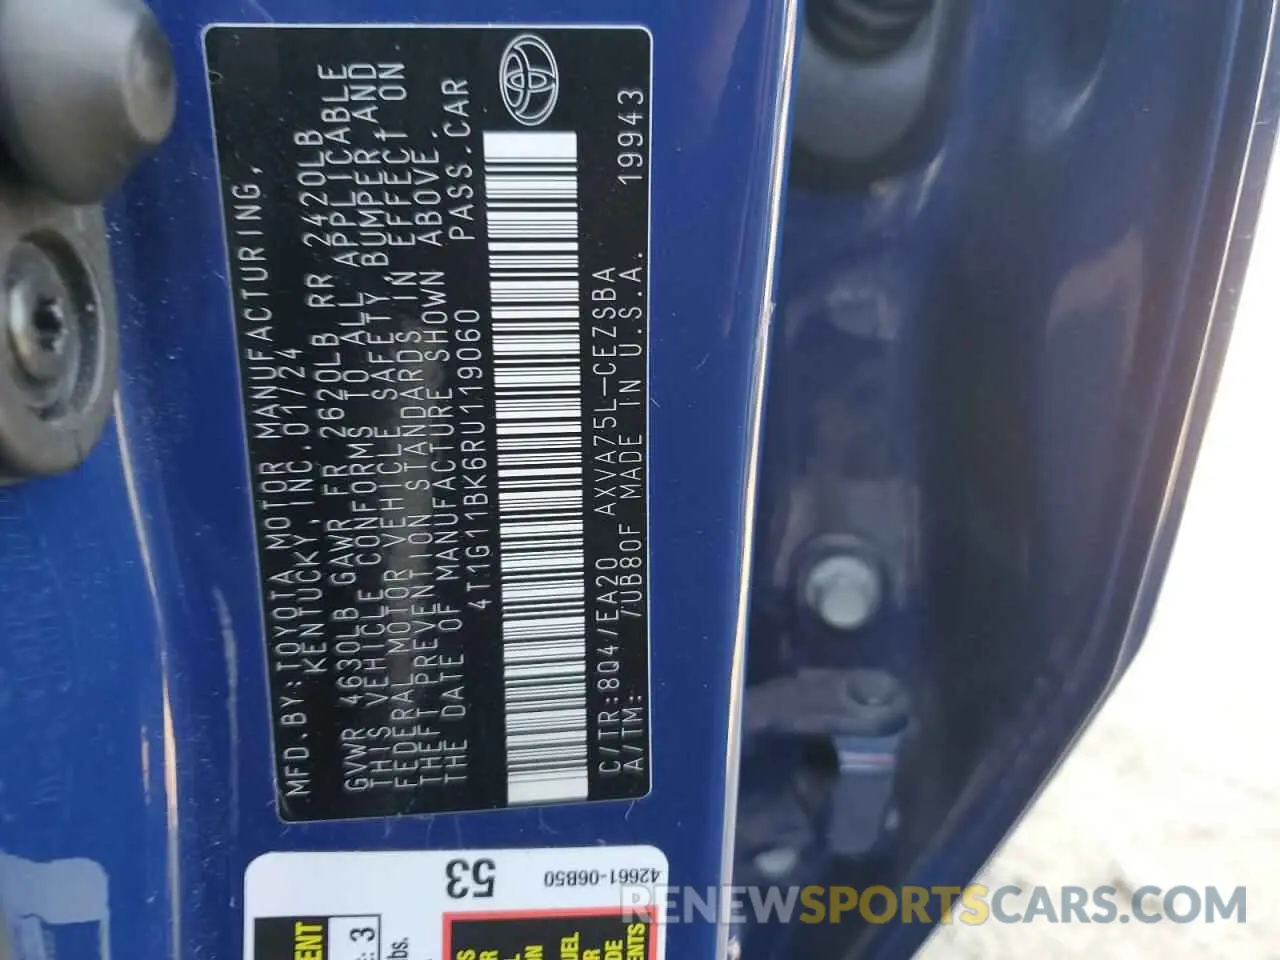 MFD.BY:TOYOTA MOTOR MANUFACTURING,
KENTUCKY,INC.01/24
GVWR 4630LB GAWR FR 2620LB RR 2420LB
THIS VEHICLE CONFORMS TO ALL APPLICABLE
FEDERAL MOTOR VEHICLE SAFETY,BUMPER,AND
THEFT PREVENTION STANDARDS IN EFFECT ON
THE DATE OF MANUFACTURE SHOWN ABOVE.
4T1G11BK6RU119060 PASS.CAR
C/TR:8Q4/EA20 AXVA75L-CEZSBA 19943
A/TM: /UB80F MADE IN U.S.A.
53
42661-06B50
3
lbs.
RENEWSPORTSCARS.COM